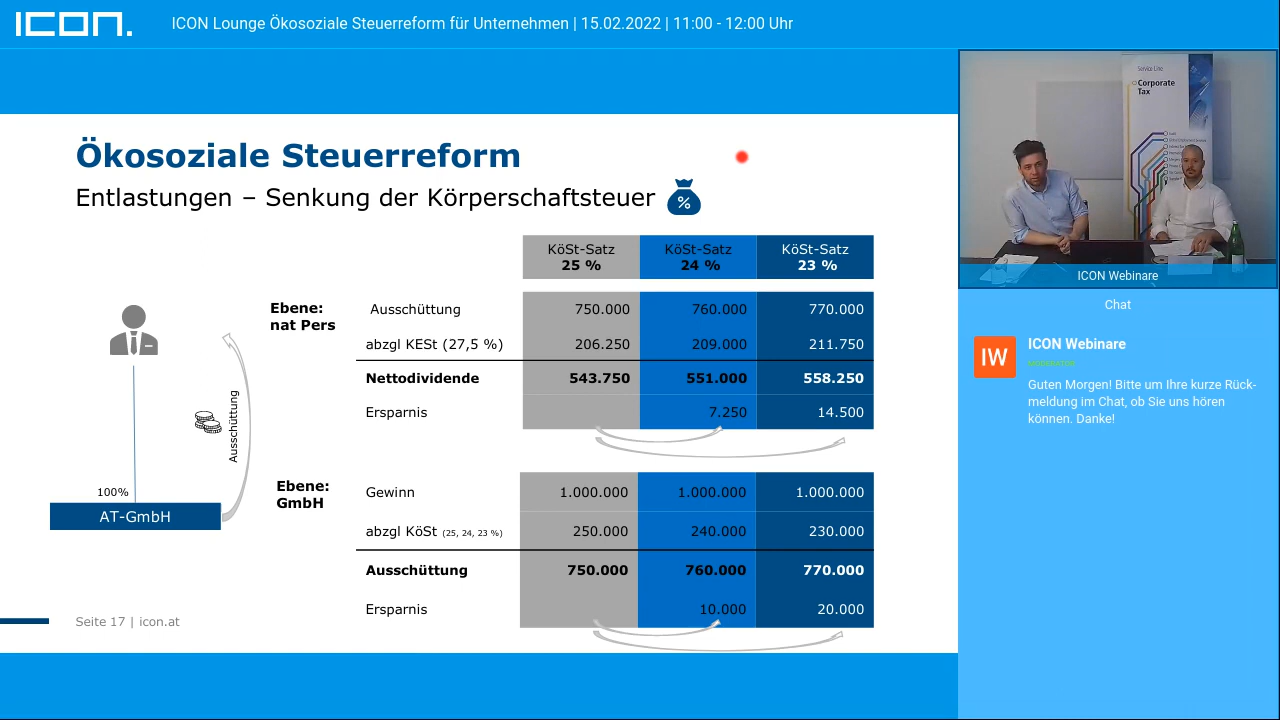 ICON.
ICON Lounge Ökosoziale Steuerreform für Unternehmen | 15.02.2022 | 11:00 - 12:00 Uhr
Ökosoziale Steuerreform
Entlastungen – Senkung der Körperschaftsteuer
%
KöSt-Satz 25 % KöSt-Satz 24 % KöSt-Satz 23 %
Ebene: nat Pers
Ausschüttung 750.000 760.000 770.000
abzgl KESt (27,5 %) 206.250 209.000 211.750
Nettodividende 543.750 551.000 558.250
Ersparnis 7.250 14.500
Ausschüttung
100%
AT-GmbH
Ebene: GmbH
Gewinn 1.000.000 1.000.000 1.000.000
abzgl KöSt (25, 24, 23 %) 250.000 240.000 230.000
Ausschüttung 750.000 760.000 770.000
Ersparnis 10.000 20.000
Seite 17 | icon.at
Service Line
Corporate
Tax
ICON Webinare
Chat
IW
ICON Webinare
MODERATOR
Guten Morgen! Bitte um Ihre kurze Rück-
meldung im Chat, ob Sie uns hören
können. Danke!